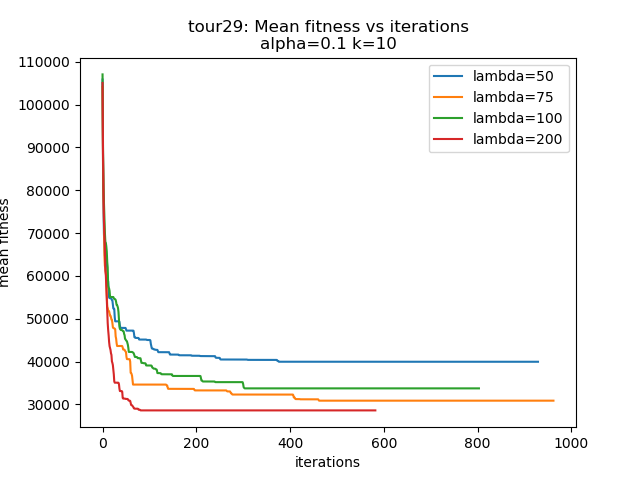 tour29: Mean fitness vs iterations
alpha=0.1 k=10
110000
100000
90000
80000
70000
60000
50000
40000
30000
mean fitness
lambda=50
lambda=75
lambda=100
lambda=200
0
200
400
600
800
1000
iterations